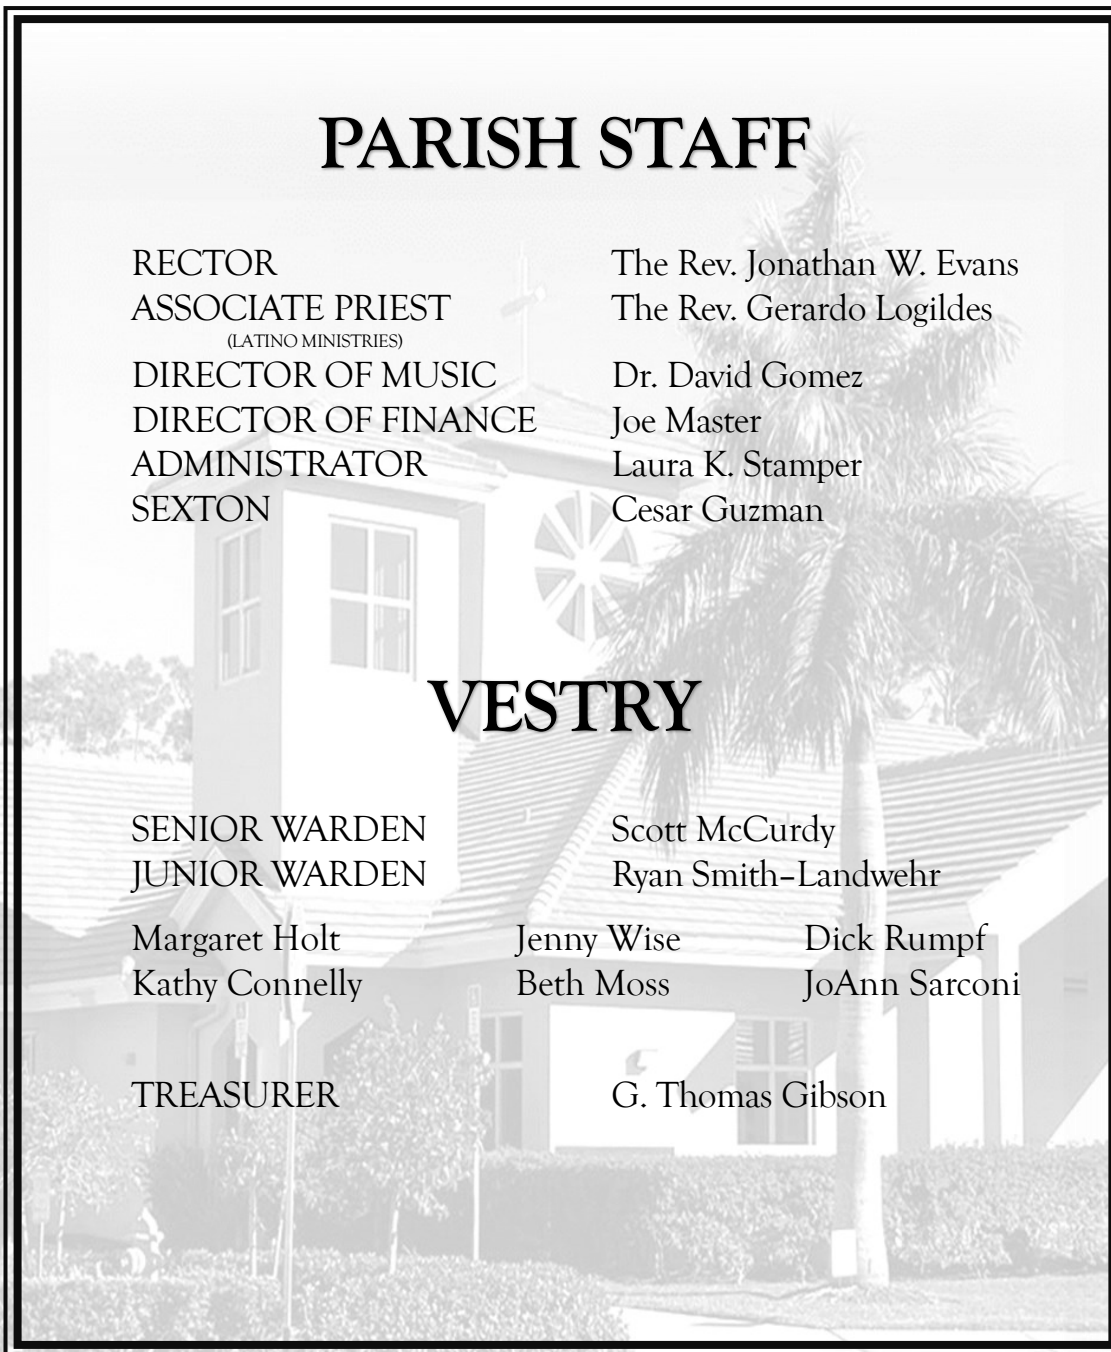 PARISH STAFF
RECTOR The Rev. Jonathan W. Evans
ASSOCIATE PRIEST The Rev. Gerardo Logildes
(LATINO MINISTRIES)
DIRECTOR OF MUSIC Dr. David Gomez
DIRECTOR OF FINANCE Joe Master
ADMINISTRATOR Laura K. Stamper
SEXTON Cesar Guzman
VESTRY
SENIOR WARDEN Scott McCurdy
JUNIOR WARDEN Ryan Smith-Landwehr
Margaret Holt Jenny Wise Dick Rumpf
Kathy Connelly Beth Moss JoAnn Sarconi
TREASURER G. Thomas Gibson